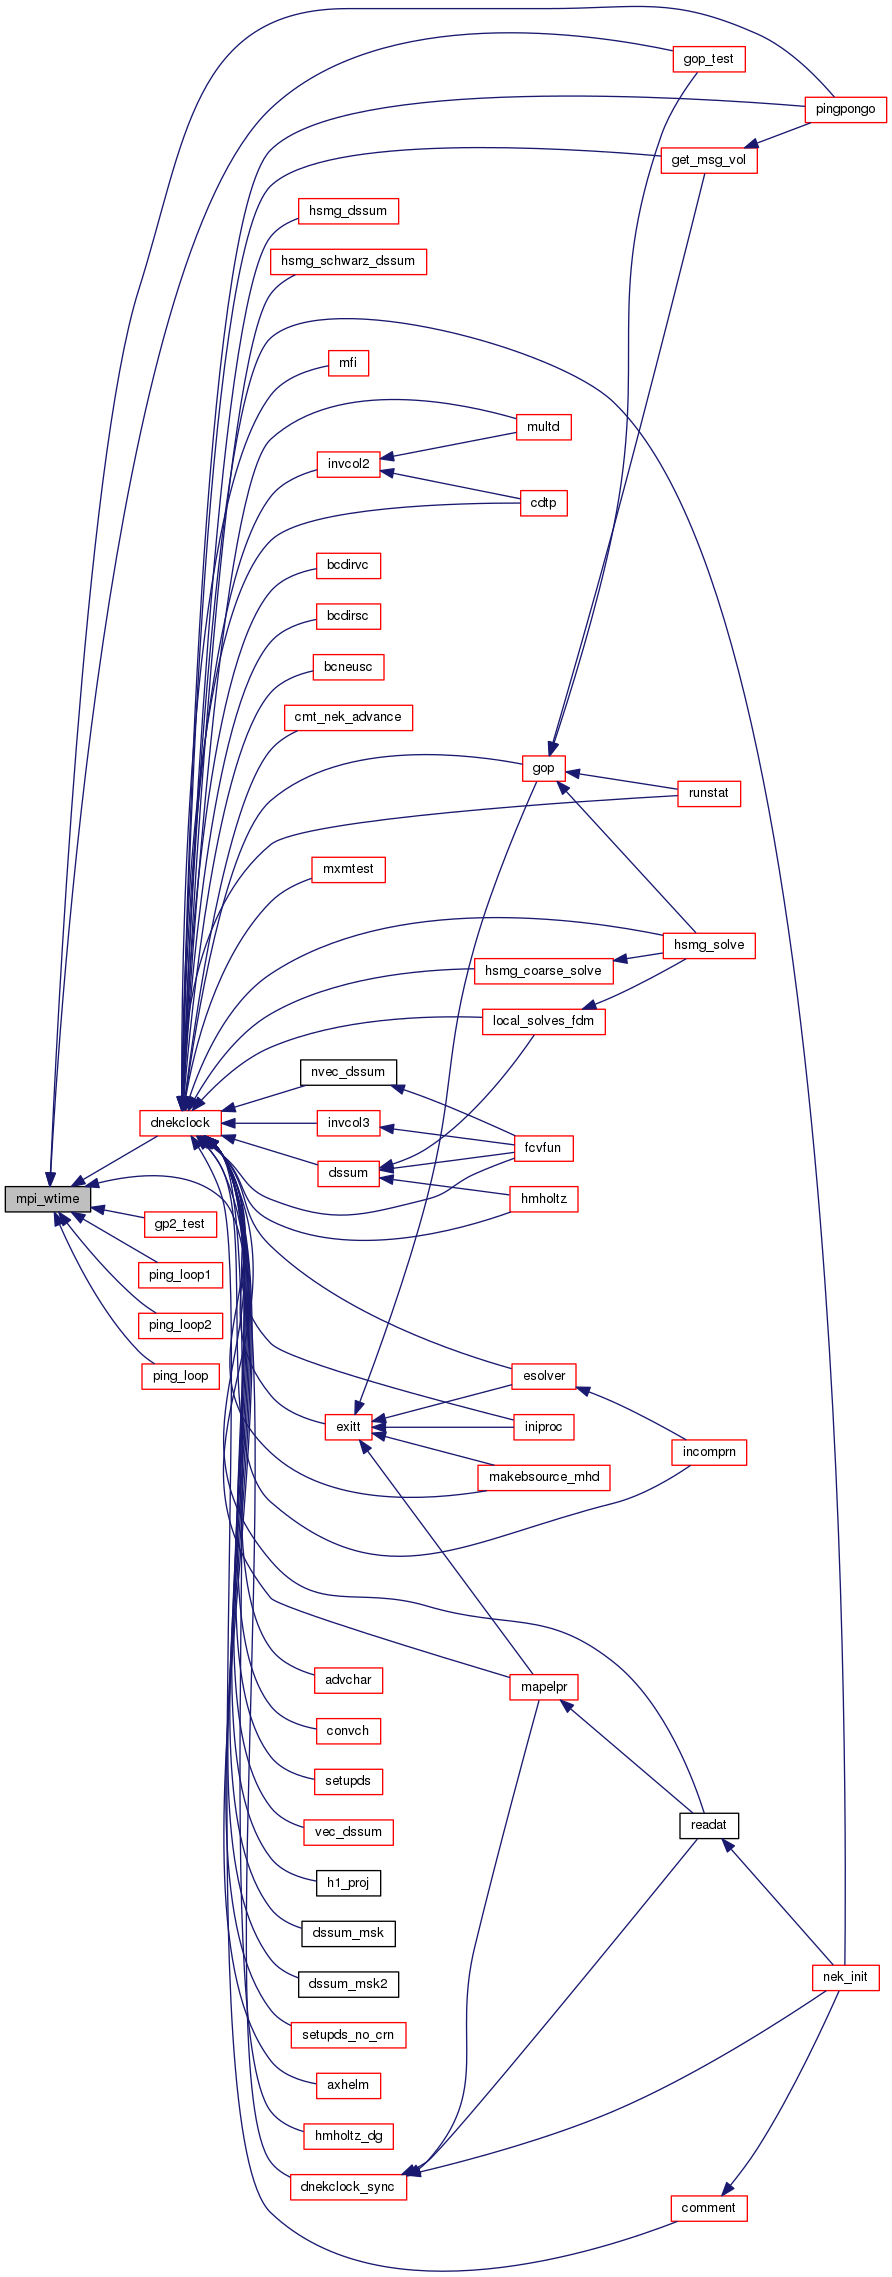 gop_test
pingpongo
get_msg_vol
hsmg_dssum
hsmg_schwarz_dssum
mfi
multd
invcol2
cdtp
bcdirvc
bcdirsc
bcneusc
cmt_nek_advance
gop
runstat
mxmtest
hsmg_solve
hsmg_coarse_solve
local_solves_fdm
nvec_dssum
dnekclock
invcol3
fcvfun
dssum
mpi_wtime
hmholtz
gp2_test
ping_loop1
ping_loop2
ping_loop
esolver
exitt
iniproc
incomprn
makebsource_mhd
advchar
mapelpr
convch
setupds
readat
vec_dssum
h1_proj
dssum_msk
nek_init
dssum_msk2
setupds_no_crn
axhelm
hmholtz_dg
dnekclock_sync
comment